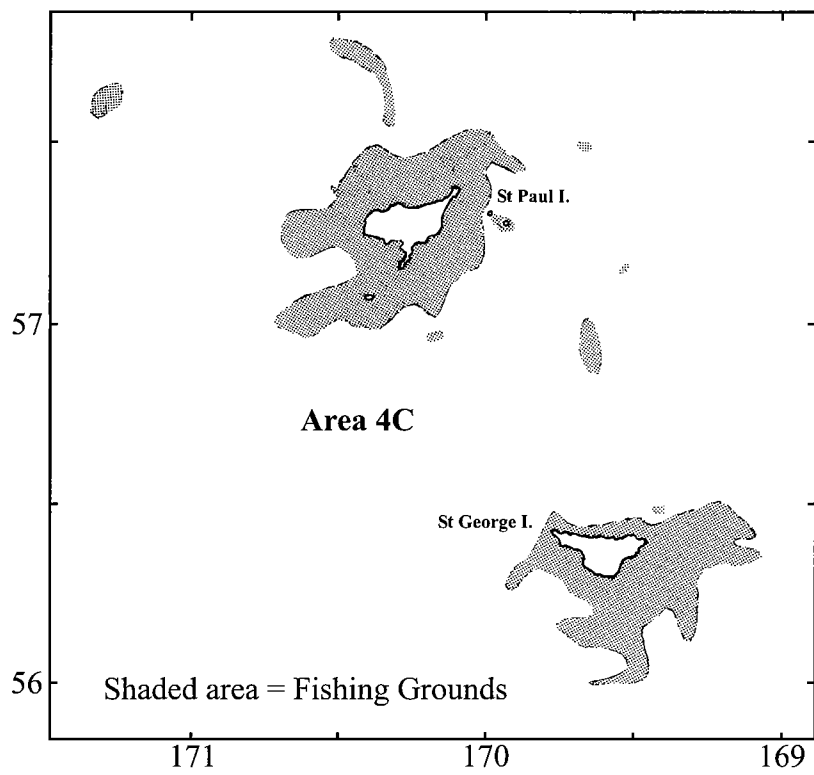 St Paul I.
57
Area 4C
St George I.
56
Shaded area = Fishing Grounds
171
170
169